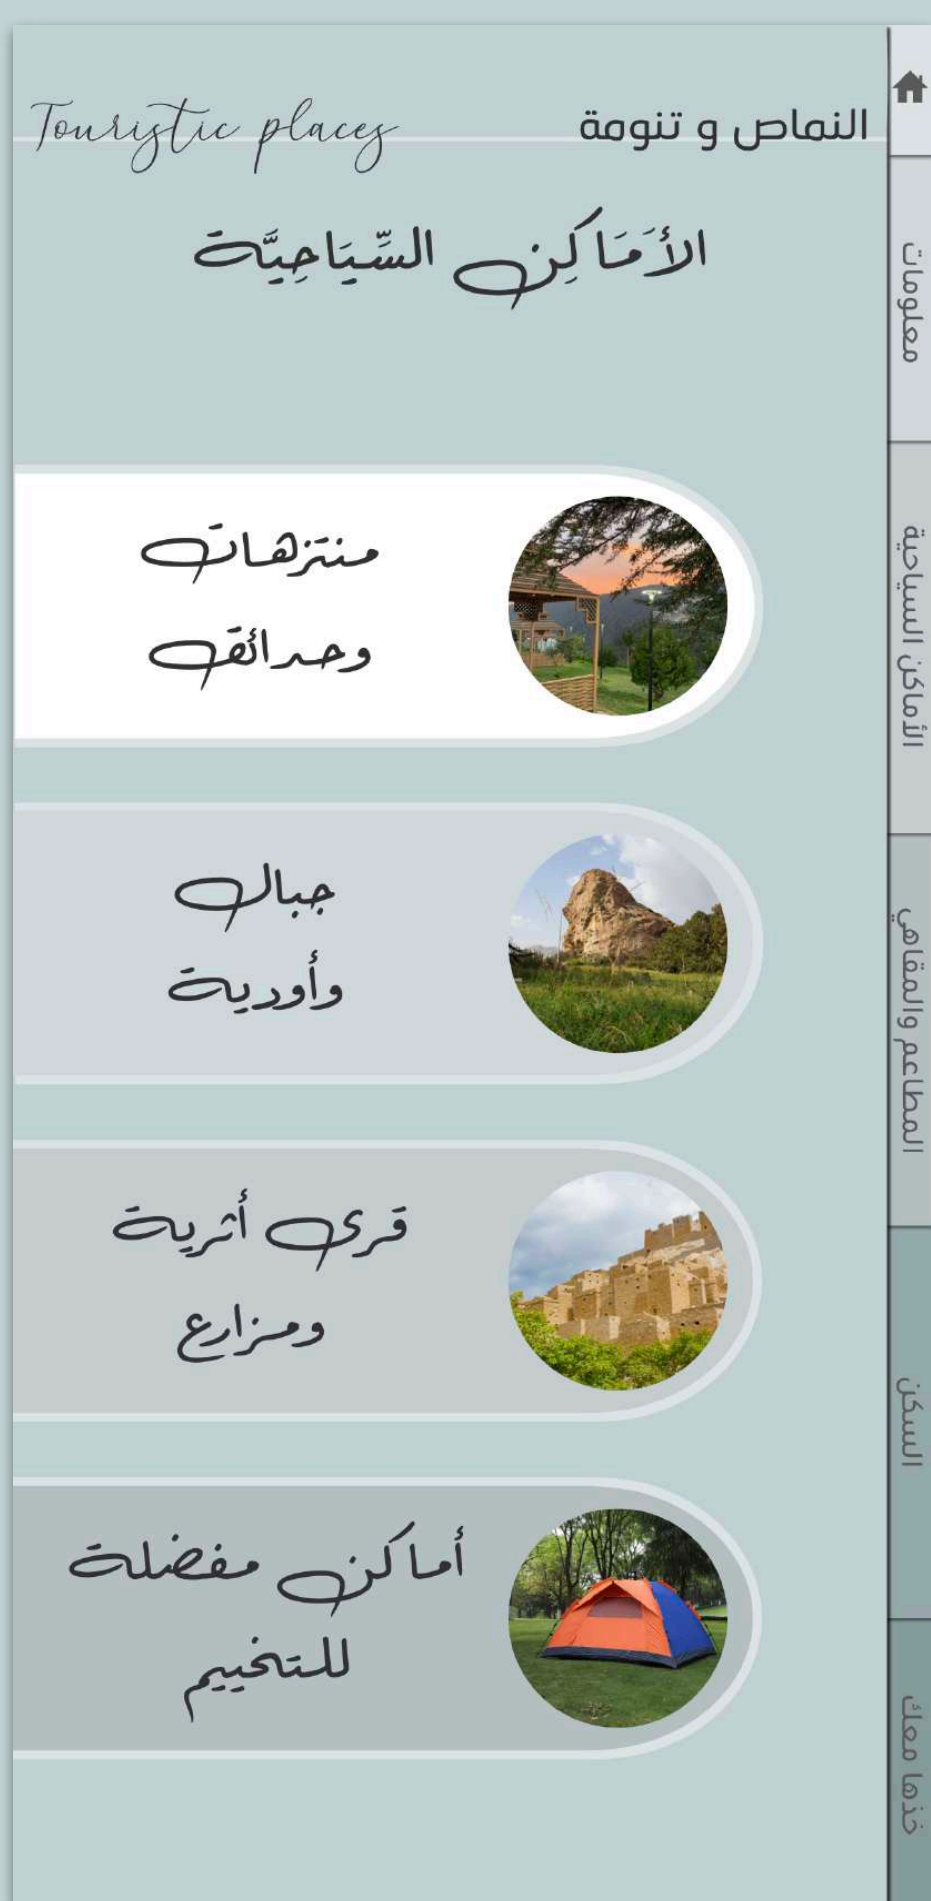 النماص و تنومة
Touristic places
الأَمَاكِن السِّيَاحِيَّة
منتزهات
وحدائق
جبال
وأودية
قرى أثرية
ومزارع
أماكن مفضلة
للتخييم
معلومات
الأماكن السياحية
المطاعم والمقاهي
السكن
خذها معك